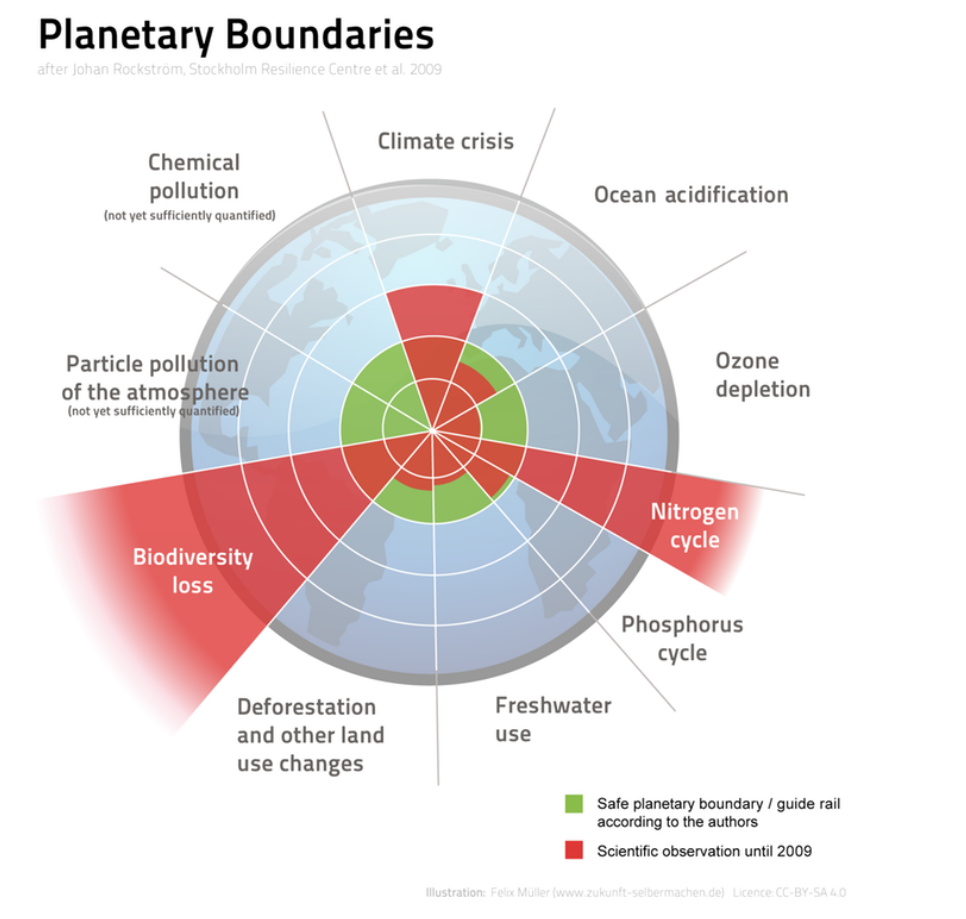 Planetary Boundaries
after Johan Rockström, Stockholm Resilience Centre et al. 2009
Climate crisis
Chemical
pollution
(not yet sufficiently quantified)
Ocean acidification
Particle pollution
of the atmosphere
(not yet sufficiently quantified)
Ozone
depletion
Nitrogen
cycle
Biodiversity
loss
Phosphorus
cycle
Deforestation
and other land
use changes
Freshwater
use
Safe planetary boundary / guide rail
according to the authors
Scientific observation until 2009
Illustration: Felix Müller (www.zukunft-selbermachen.de) Licence: CC-BY-SA 4.0